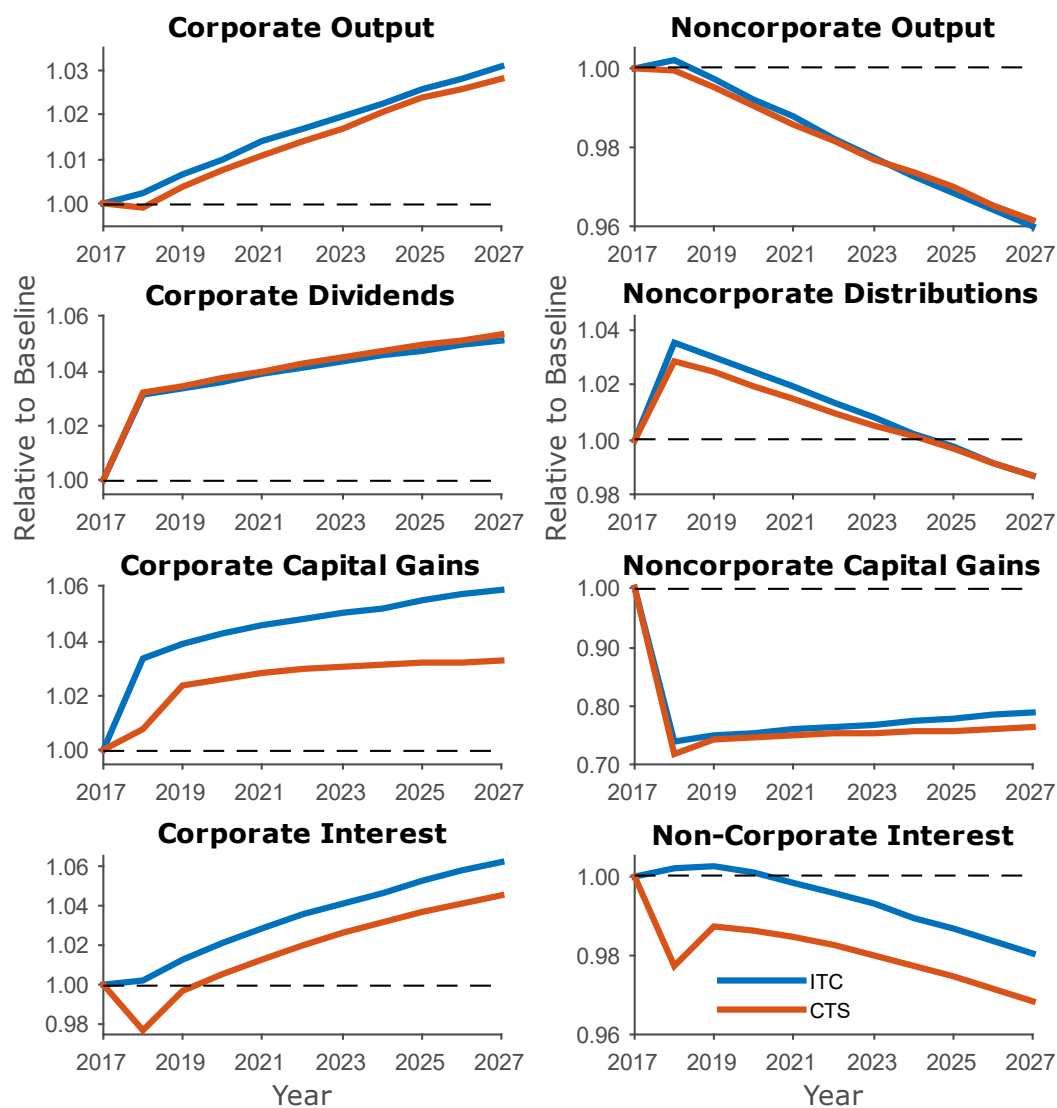 Corporate Output
1.03
1.02
1.01
1.00
2017 2019 2021 2023 2025 2027
Noncorporate Output
1.00
0.98
0.96
2017 2019 2021 2023 2025 2027
Relative to Baseline
Corporate Dividends
1.06
1.04
1.02
1.00
2017 2019 2021 2023 2025 2027
Relative to Baseline
Noncorporate Distributions
1.04
1.02
1.00
0.98
2017 2019 2021 2023 2025 2027
Corporate Capital Gains
1.06
1.04
1.02
1.00
2017 2019 2021 2023 2025 2027
Noncorporate Capital Gains
1.00
0.90
0.80
0.70
2017 2019 2021 2023 2025 2027
Corporate Interest
1.06
1.04
1.02
1.00
0.98
2017 2019 2021 2023 2025 2027
Year
Non-Corporate Interest
1.00
0.98
0.96
ITC
CTS
2017 2019 2021 2023 2025 2027
Year